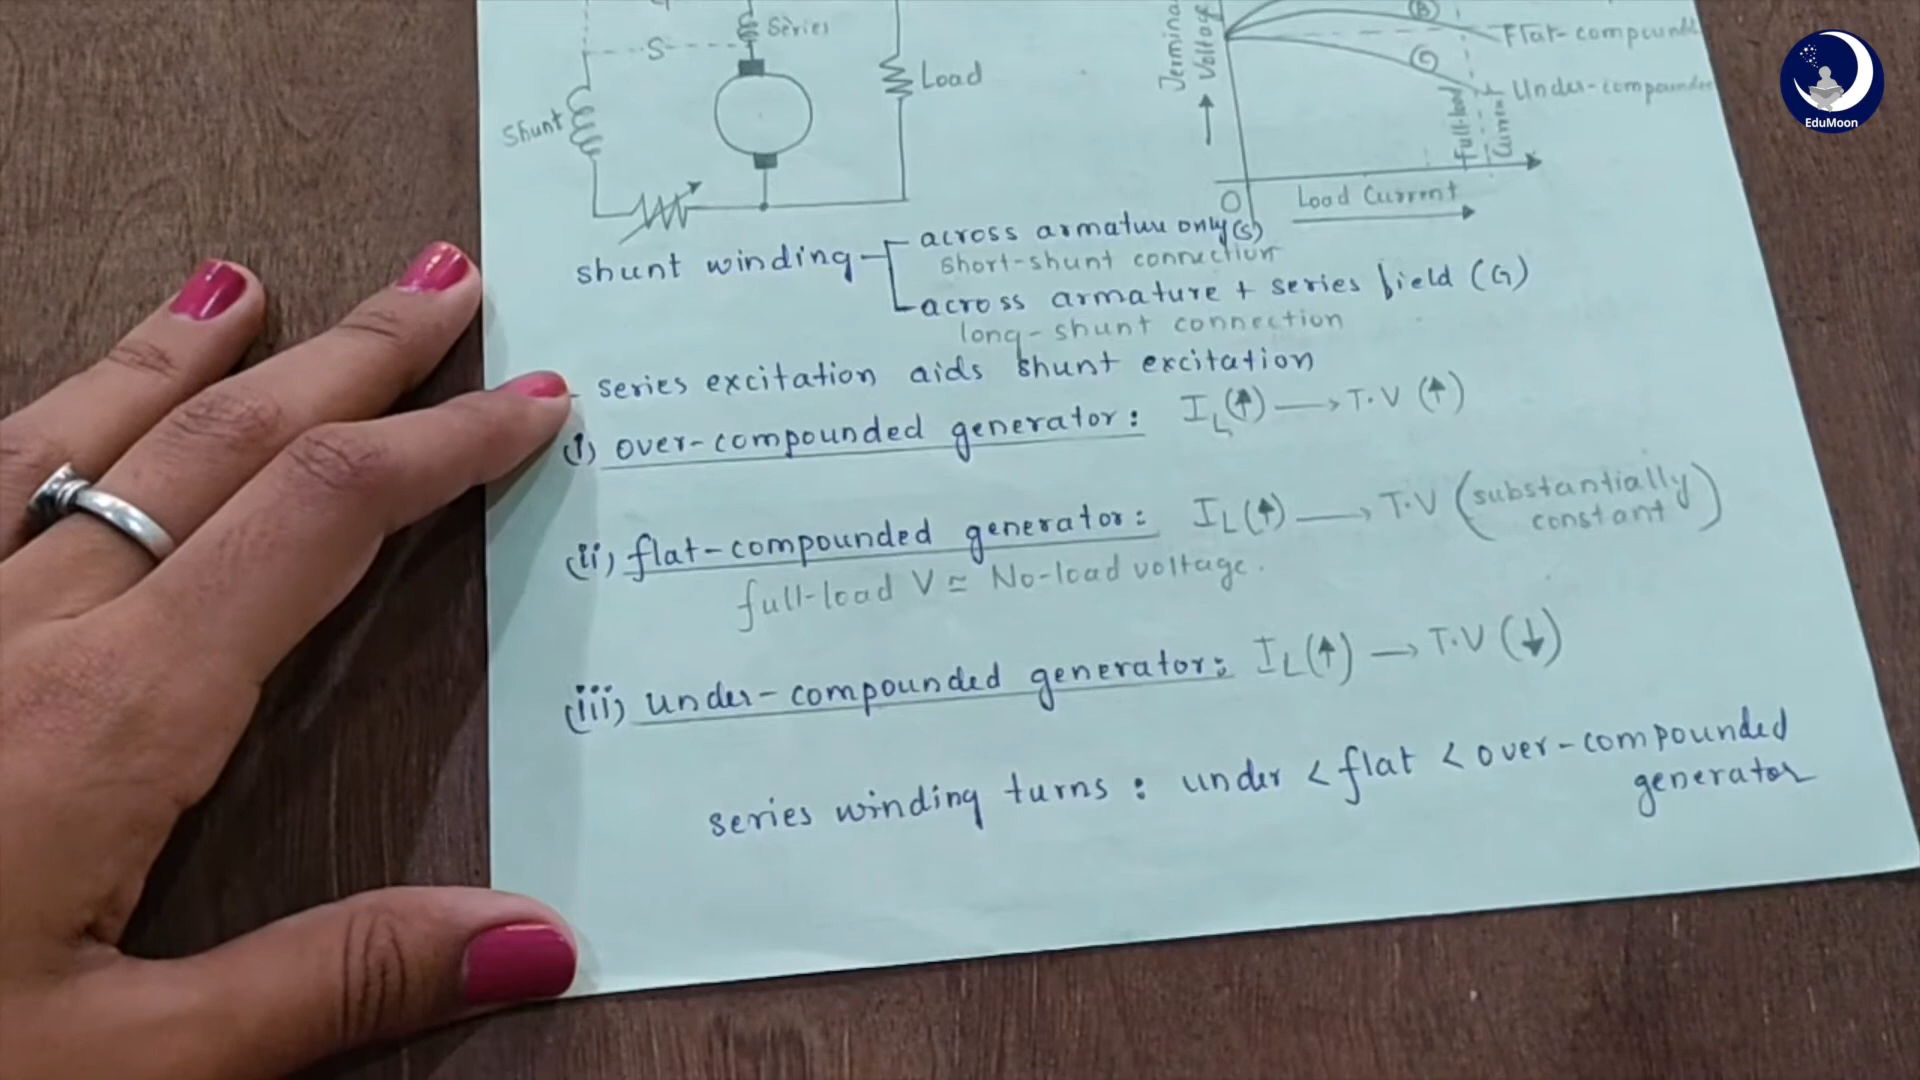 Series
S
Load
Shunt
Terminal
Voltage
B
Flat-compound
C
Under-compounded
Full-load
Current
O
Load Current
shunt winding
across armature only (s)
short-shunt connection
across armature + series field (G)
long-shunt connection
series excitation aids shunt excitation
(i) over-compounded generator: IL(↑) → T.V (↑)
(ii) flat-compounded generator: IL(↑) → T.V (substantially constant)
full-load V ≃ No-load voltage.
(iii) under-compounded generator: IL(↑) → T.V (↓)
series winding turns : under < flat < over-compounded
generator
EduMoon